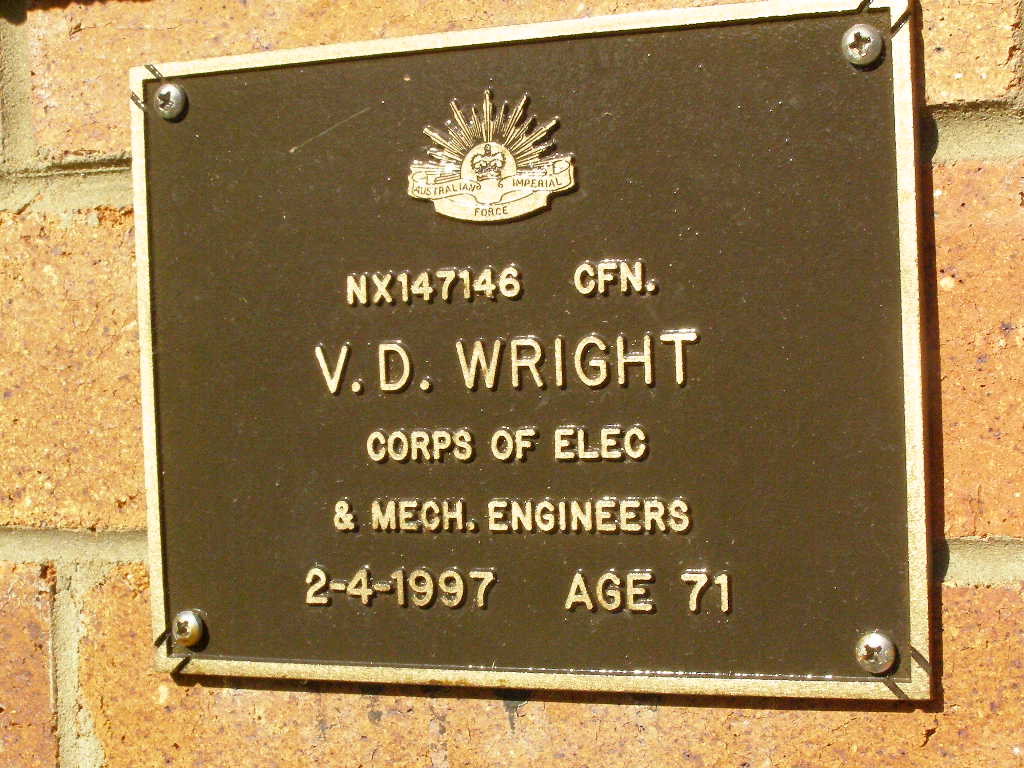 AUSTRALIAN IMPERIAL
FORCE
NX147146 CFN.
V. D. WRIGHT
CORPS OF ELEC
& MECH. ENGINEERS
2-4-1997 AGE 71